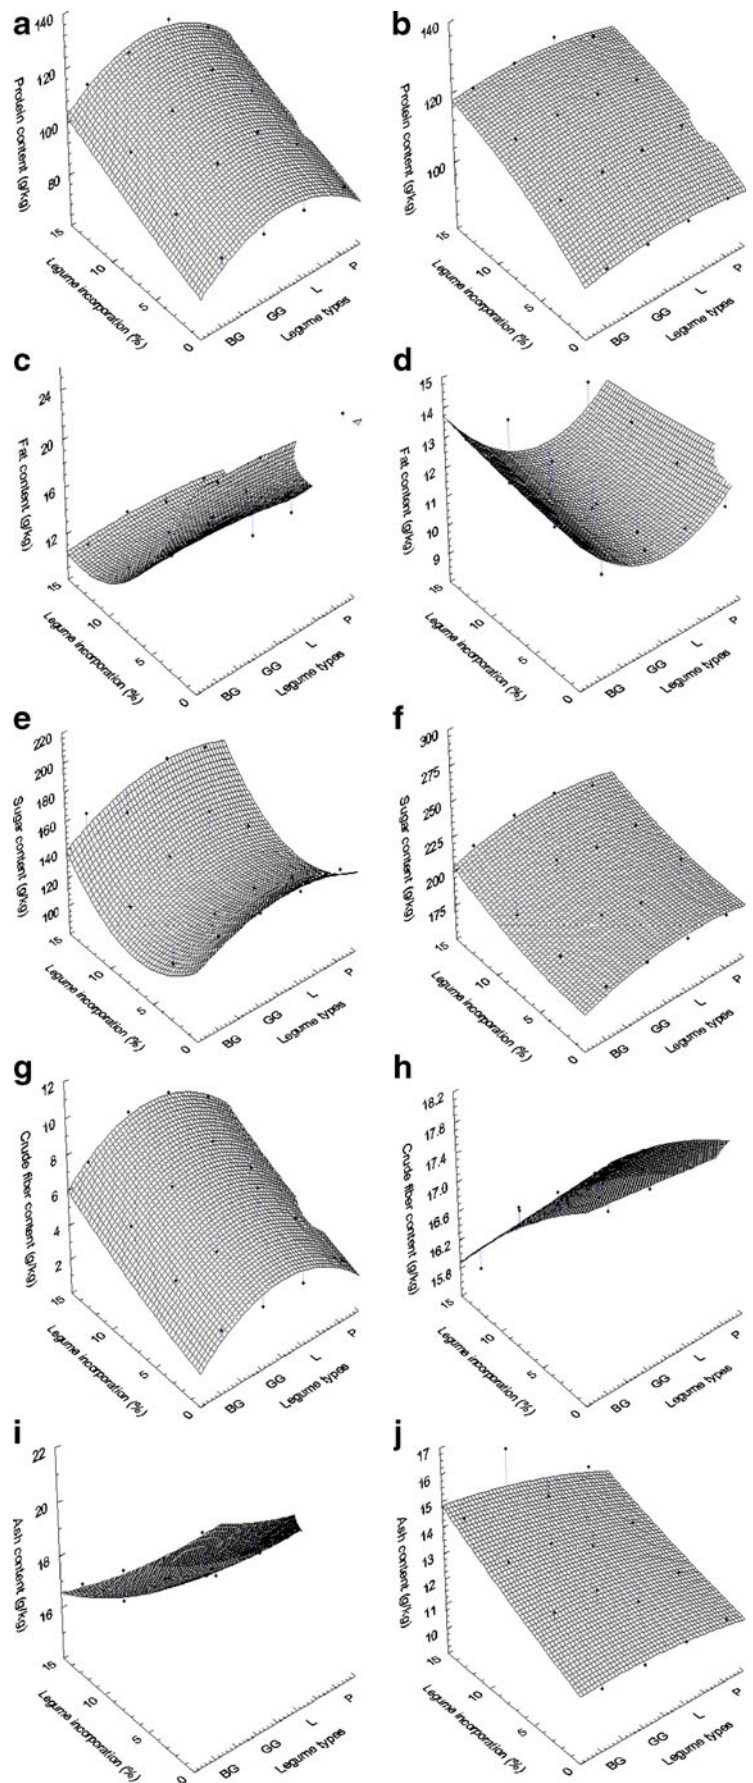 a
140
120
100
80
Protein content (g/kg)
15
10
5
0
Legume incorporation (%)
BG
GG
L
P
Legume types
b
140
120
100
Protein content (g/kg)
15
10
5
0
Legume incorporation (%)
BG
GG
L
P
Legume types
c
24
20
16
12
Fat content (g/kg)
15
10
5
0
Legume incorporation (%)
BG
GG
L
P
Legume types
d
15
14
13
12
11
10
9
Fat content (g/kg)
15
10
5
0
Legume incorporation (%)
BG
GG
L
P
Legume types
e
220
200
180
160
140
120
100
Sugar content (g/kg)
15
10
5
0
Legume incorporation (%)
BG
GG
L
P
Legume types
f
300
275
250
225
200
175
Sugar content (g/kg)
15
10
5
0
Legume incorporation (%)
BG
GG
L
P
Legume types
g
12
10
8
6
4
2
Crude fiber content (g/kg)
15
10
5
0
Legume incorporation (%)
BG
GG
L
P
Legume types
h
18.2
17.8
17.4
17.0
16.6
16.2
15.8
Crude fiber content (g/kg)
15
10
5
0
Legume incorporation (%)
BG
GG
L
P
Legume types
i
22
20
18
16
Ash content (g/kg)
15
10
5
0
Legume incorporation (%)
BG
GG
L
P
Legume types
j
17
16
15
14
13
12
11
10
Ash content (g/kg)
15
10
5
0
Legume incorporation (%)
BG
GG
L
P
Legume types